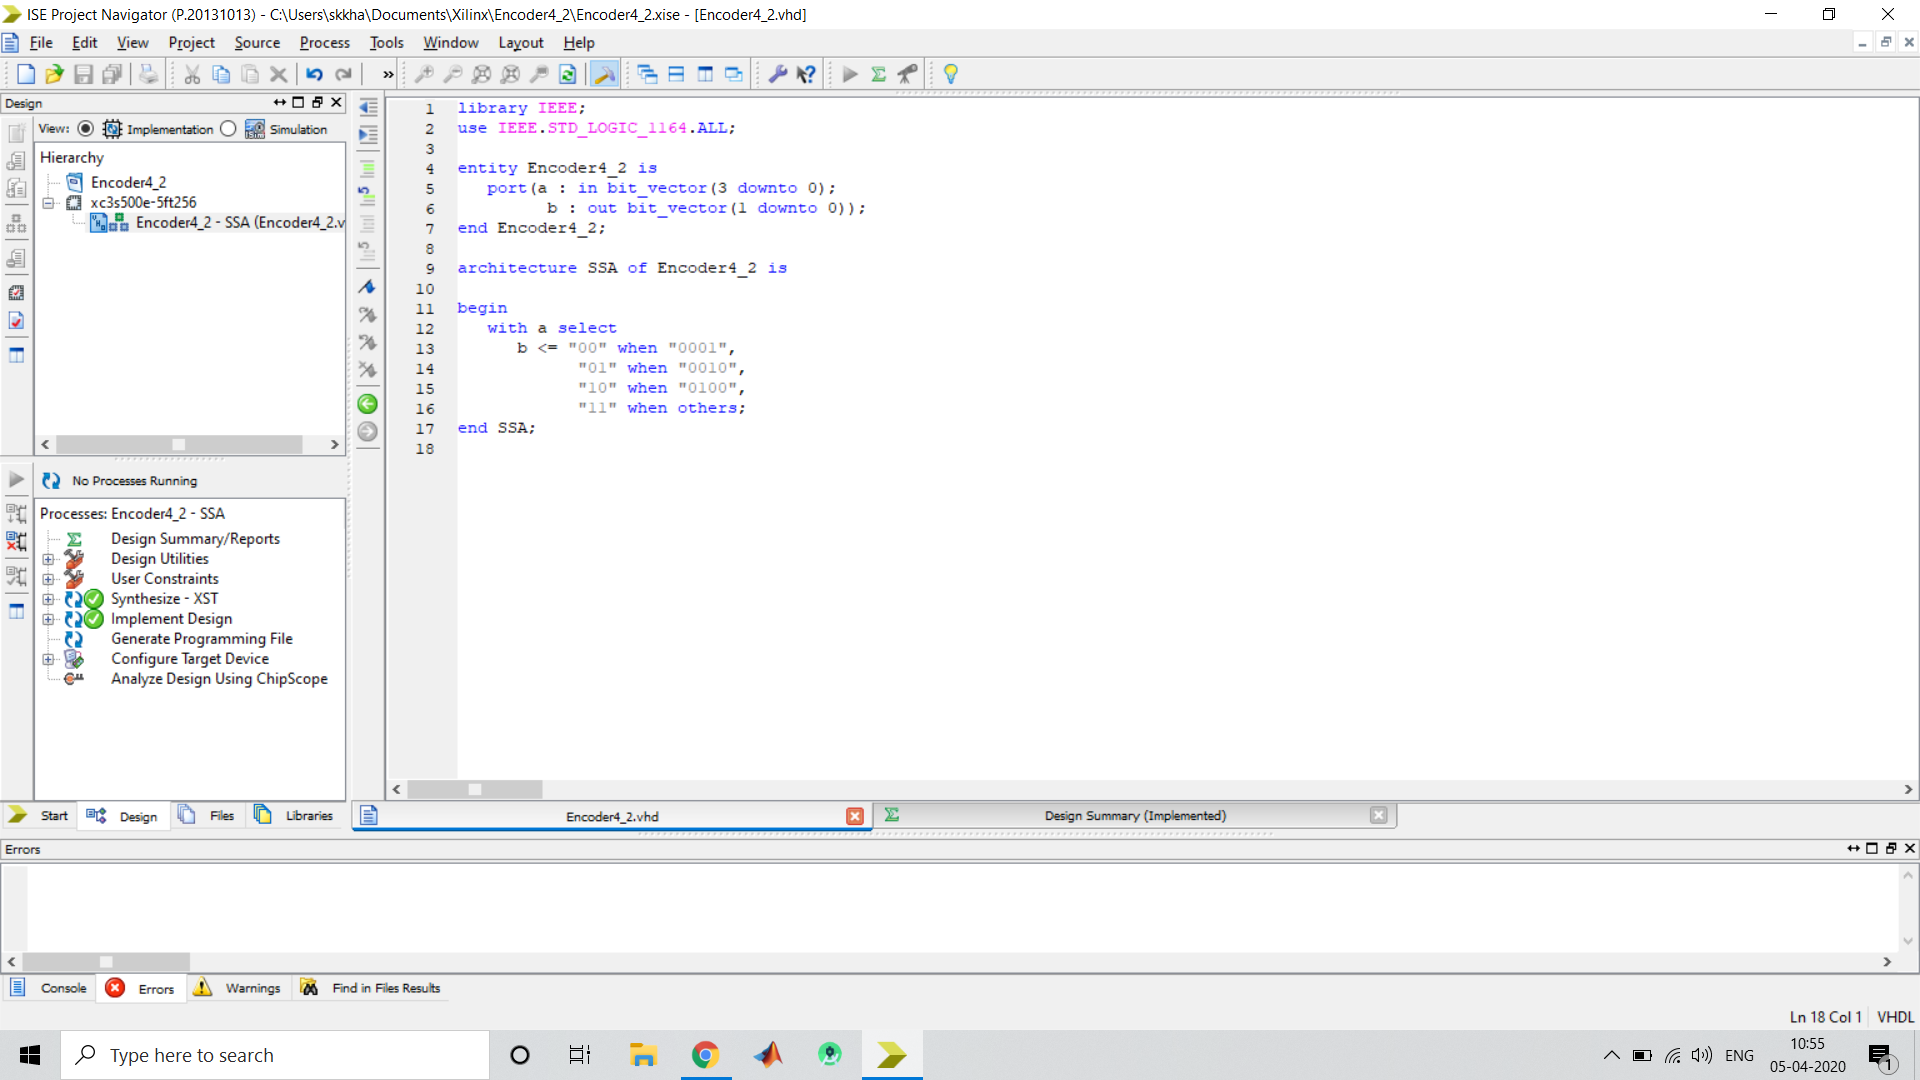 ISE Project Navigator (P.20131013) - C:\Users\skkha\Documents\Xilinx\Encoder4_2\Encoder4_2.xise - [Encoder4_2.vhd]
File Edit View Project Source Process Tools Window Layout Help
Design
View: Implementation Simulation
Hierarchy
Encoder4_2
xc3s500e-5ft256
Encoder4_2 - SSA (Encoder4_2.v
No Processes Running
Processes: Encoder4_2 - SSA
Design Summary/Reports
Design Utilities
User Constraints
Synthesize - XST
Implement Design
Generate Programming File
Configure Target Device
Analyze Design Using ChipScope
Start Design Files Libraries
1 library IEEE;
2 use IEEE.STD_LOGIC_1164.ALL;
3
4 entity Encoder4_2 is
5 port(a : in bit_vector(3 downto 0);
6 b : out bit_vector(1 downto 0));
7 end Encoder4_2;
8
9 architecture SSA of Encoder4_2 is
10
11 begin
12 with a select
13 b <= "00" when "0001",
14 "01" when "0010",
15 "10" when "0100",
16 "11" when others;
17 end SSA;
18
Encoder4_2.vhd Design Summary (Implemented)
Errors
Console Errors Warnings Find in Files Results
Ln 18 Col 1 VHDL
Type here to search
ENG
10:55
05-04-2020
1